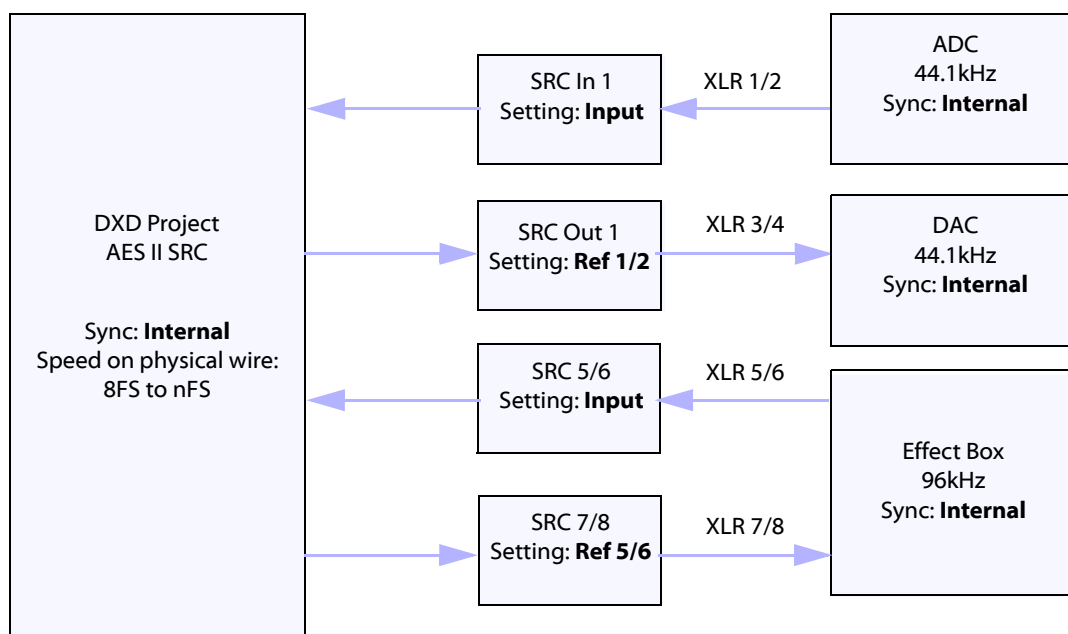 DXD Project
AES II SRC
Sync: Internal
Speed on physical wire:
8FS to nFS
SRC In 1
Setting: Input
XLR 1/2
ADC
44.1kHz
Sync: Internal
SRC Out 1
Setting: Ref 1/2
XLR 3/4
DAC
44.1kHz
Sync: Internal
SRC 5/6
Setting: Input
XLR 5/6
SRC 7/8
Setting: Ref 5/6
XLR 7/8
Effect Box
96kHz
Sync: Internal